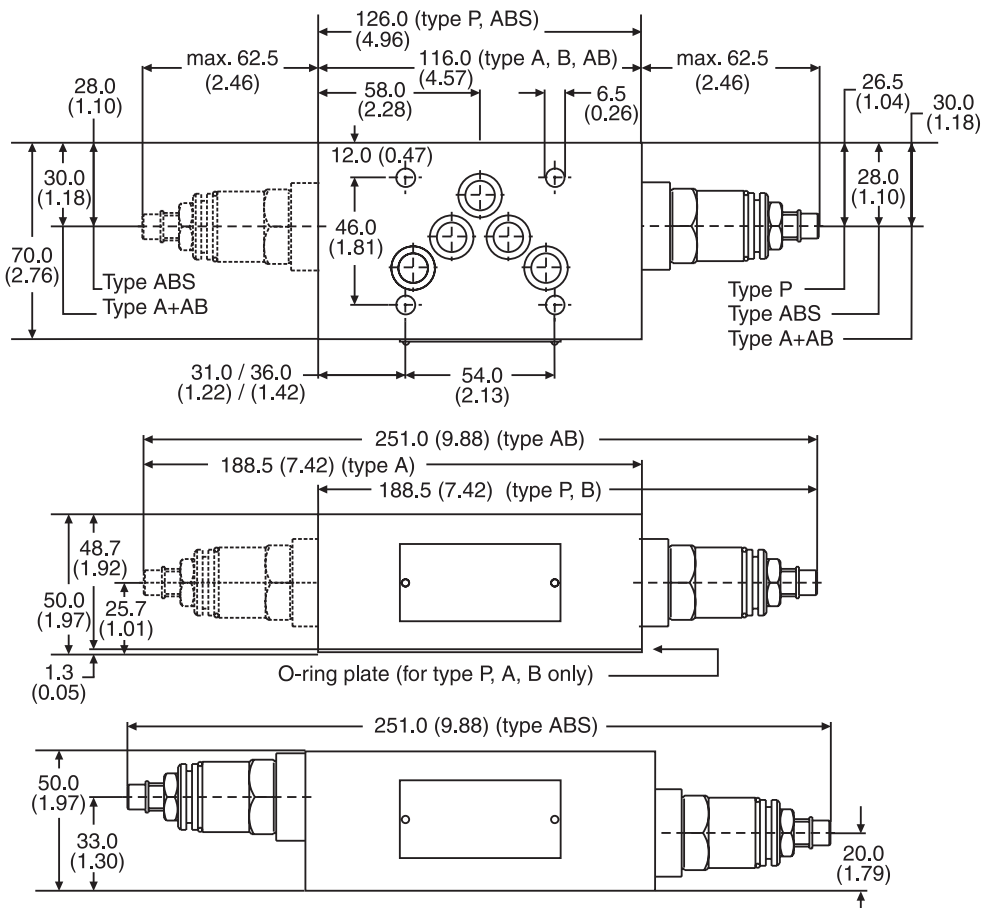 126.0 (type P, ABS)
(4.96)
max. 62.5
(2.46)
116.0 (type A, B, AB)
(4.57)
max. 62.5
(2.46)
28.0
(1.10)
58.0
(2.28)
6.5
(0.26)
26.5
(1.04)
30.0
(1.18)
12.0 (0.47)
30.0
(1.18)
28.0
(1.10)
46.0
(1.81)
70.0
(2.76)
Type ABS
Type A+AB
Type P
Type ABS
Type A+AB
31.0 / 36.0
(1.22) / (1.42)
54.0
(2.13)
251.0 (9.88) (type AB)
188.5 (7.42) (type A)
188.5 (7.42) (type P, B)
48.7
(1.92)
50.0
(1.97)
25.7
(1.01)
1.3
(0.05)
O-ring plate (for type P, A, B only)
251.0 (9.88) (type ABS)
50.0
(1.97)
33.0
(1.30)
20.0
(1.79)